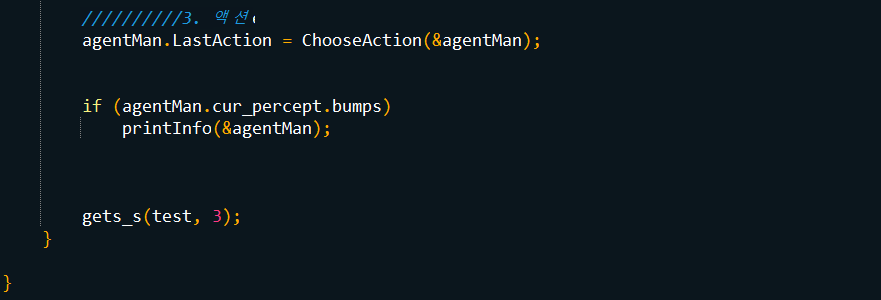 //////////3. 액션
agentMan.LastAction = ChooseAction(&agentMan);
if (agentMan.cur_percept.bumps)
printInfo(&agentMan);
gets_s(test, 3);
}
}